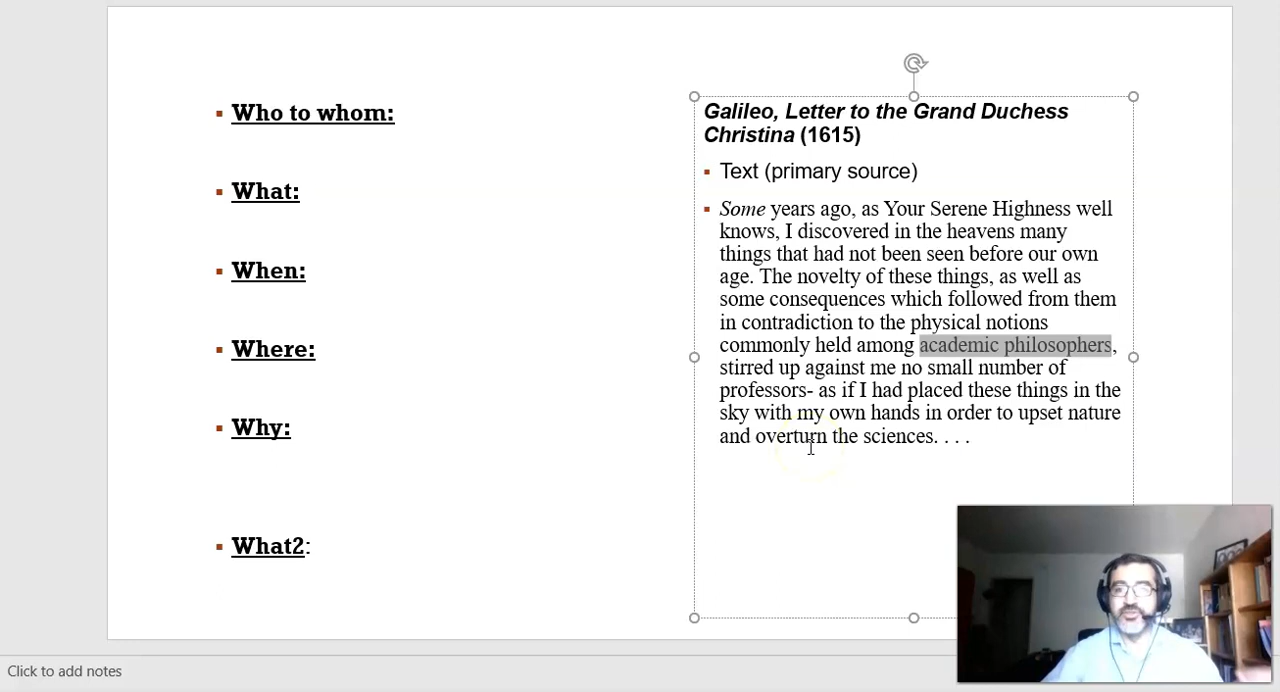 Who to whom:
What:
When:
Where:
Why:
What2:
Galileo, Letter to the Grand Duchess
Christina (1615)
Text (primary source)
Some years ago, as Your Serene Highness well
knows, I discovered in the heavens many
things that had not been seen before our own
age. The novelty of these things, as well as
some consequences which followed from them
in contradiction to the physical notions
commonly held among academic philosophers,
stirred up against me no small number of
professors- as if I had placed these things in the
sky with my own hands in order to upset nature
and overturn the sciences. . . .
Click to add notes